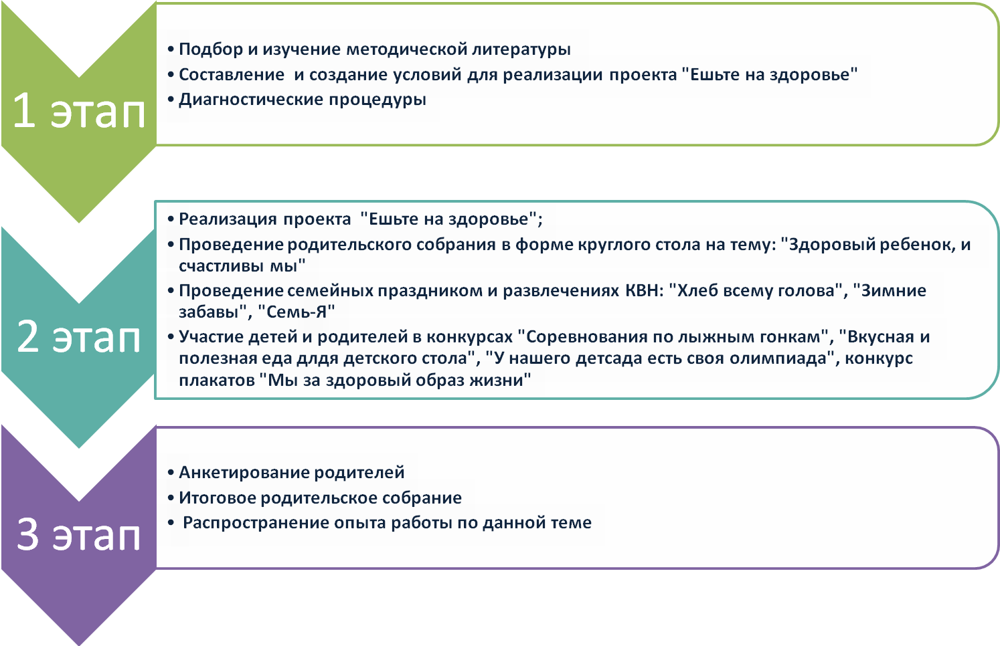 1 этап
• Подбор и изучение методической литературы
• Составление  и создание условий для реализации проекта "Ешьте на здоровье"
• Диагностические процедуры
2 этап
• Реализация проекта  "Ешьте на здоровье";
• Проведение родительского собрания в форме круглого стола на тему: "Здоровый ребенок, и
счастливы мы"
• Проведение семейных праздником и развлечениях КВН: "Хлеб всему голова", "Зимние
забавы", "Семь-Я"
• Участие детей и родителей в конкурсах "Соревнования по лыжным гонкам", "Вкусная и
полезная еда длдя детского стола", "У нашего детсада есть своя олимпиада", конкурс
плакатов "Мы за здоровый образ жизни"
3 этап
• Анкетирование родителей
• Итоговое родительское собрание
• Распространение опыта работы по данной теме